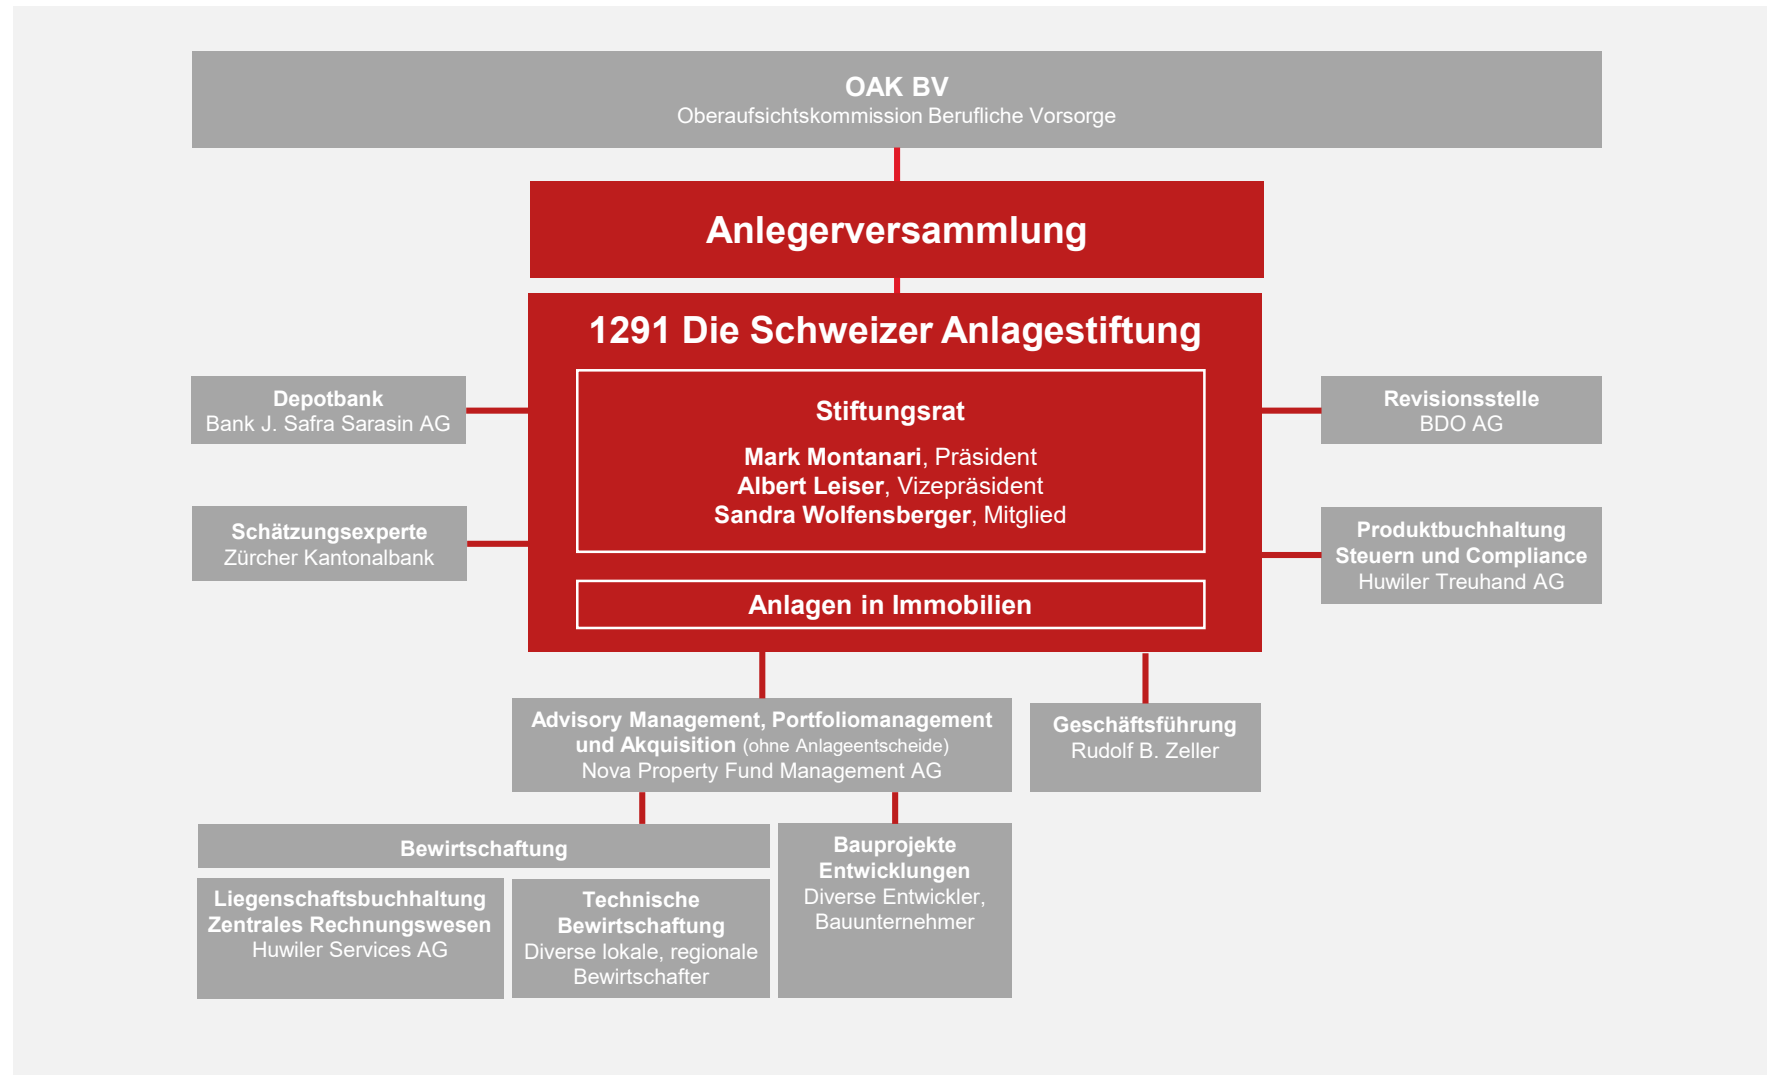 OAK BV
Oberaufsichtskommission Berufliche Vorsorge
Anlegerversammlung
1291 Die Schweizer Anlagestiftung
Stiftungsrat
Mark Montanari, Präsident
Albert Leiser, Vizepräsident
Sandra Wolfensberger, Mitglied
Anlagen in Immobilien
Depotbank
Bank J. Safra Sarasin AG
Schätzungsexperte
Zürcher Kantonalbank
Revisionsstelle
BDO AG
Produktbuchhaltung
Steuern und Compliance
Huwiler Treuhand AG
Advisory Management, Portfoliomanagement
und Akquisition (ohne Anlageentscheide)
Nova Property Fund Management AG
Geschäftsführung
Rudolf B. Zeller
Bewirtschaftung
Liegenschaftsbuchhaltung
Zentrales Rechnungswesen
Huwiler Services AG
Technische
Bewirtschaftung
Diverse lokale, regionale
Bewirtschafter
Bauprojekte
Entwicklungen
Diverse Entwickler,
Bauunternehmer